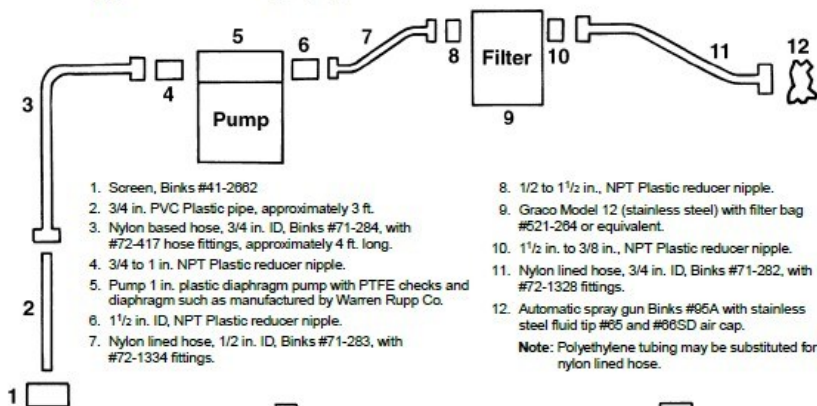 5
6
7
8
10
11
12
3
4
Pump
Filter
9
1. Screen, Binks #41-2662
2. 3/4 in. PVC Plastic pipe, approximately 3 ft.
3. Nylon based hose, 3/4 in. ID, Binks #71-284, with
#72-417 hose fittings, approximately 4 ft. long.
4. 3/4 to 1 in. NPT Plastic reducer nipple.
5. Pump 1 in. plastic diaphragm pump with PTFE checks and
diaphragm such as manufactured by Warren Rupp Co.
6. 1 1/2 in. ID, NPT Plastic reducer nipple.
7. Nylon lined hose, 1/2 in. ID, Binks #71-283, with
#72-1334 fittings.
8. 1/2 to 1 1/2 in., NPT Plastic reducer nipple.
9. Graco Model 12 (stainless steel) with filter bag
#521-264 or equivalent.
10. 1 1/2 in. to 3/8 in., NPT Plastic reducer nipple.
11. Nylon lined hose, 3/4 in. ID, Binks #71-282, with
#72-1328 fittings.
12. Automatic spray gun Binks #95A with stainless
steel fluid tip #65 and #66SD air cap.
Note: Polyethylene tubing may be substituted for
nylon lined hose.
2
1